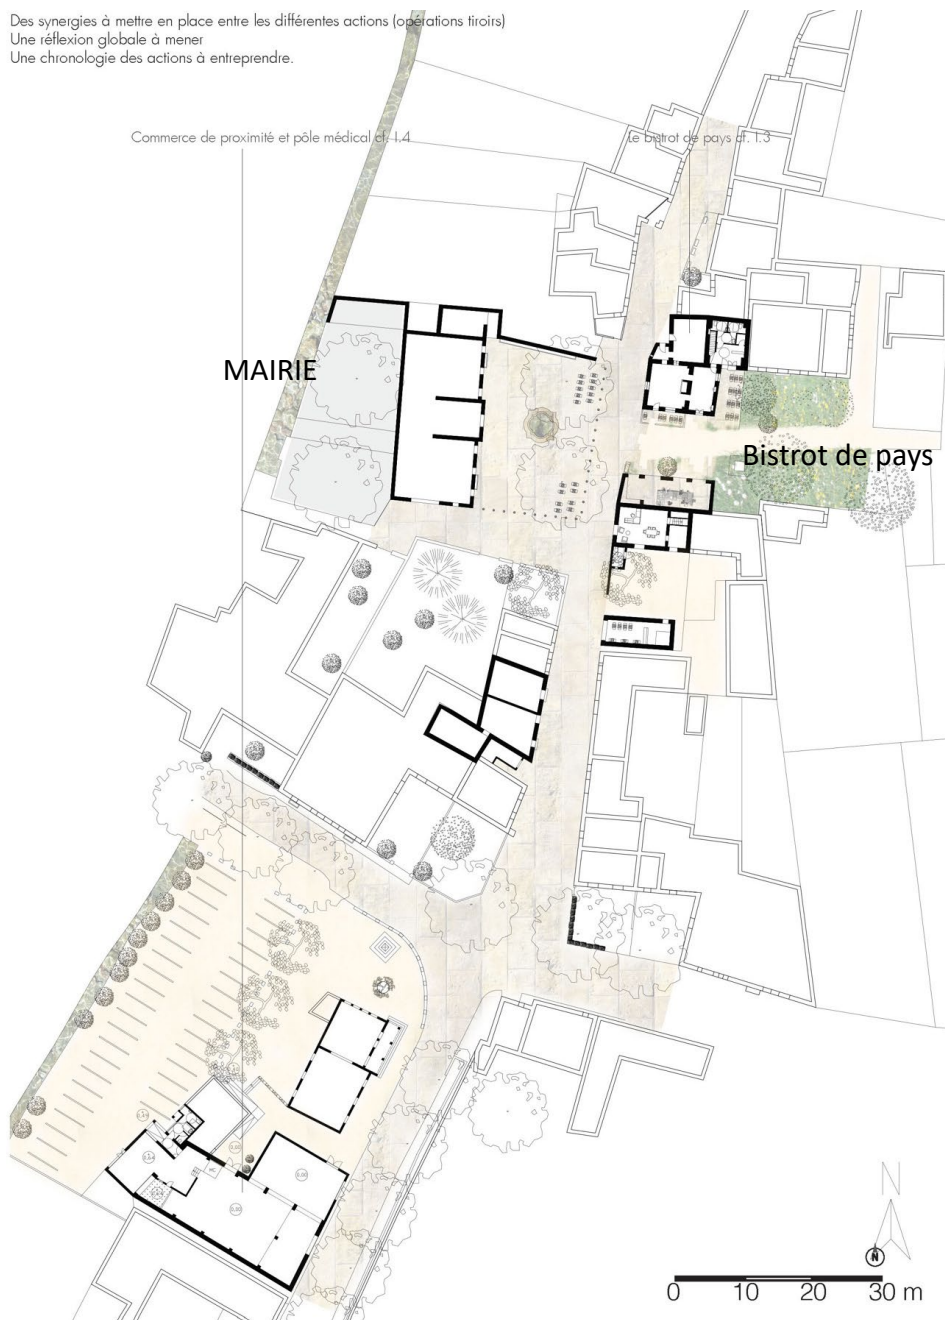 Des synergies à mettre en place entre les différentes actions (opérations tiroirs)
Une réflexion globale à mener
Une chronologie des actions à entreprendre.
Commerce de proximité et pôle médical cf. I.4
Le bistrot de pays cf. I.3
MAIRIE
Bistrot de pays
N
N
0 10 20 30 m